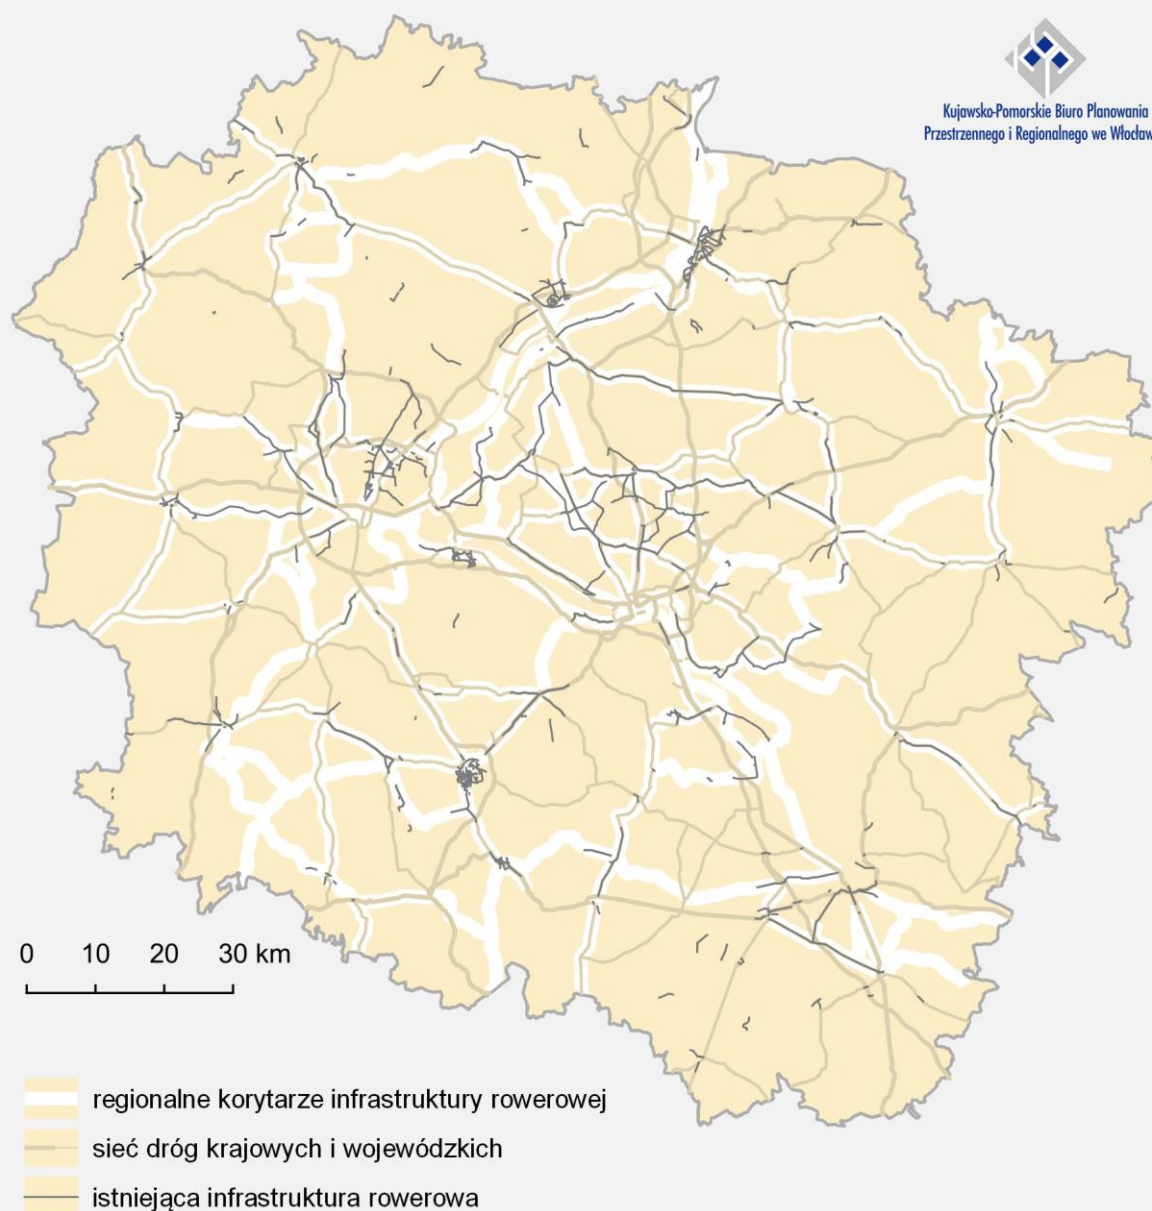 Kujawsko-Pomorskie Biuro Planowania
Przestrzennego i Regionalnego we Włocław
0 10 20 30 km
regionalne korytarze infrastruktury rowerowej
sieć dróg krajowych i wojewódzkich
istniejąca infrastruktura rowerowa